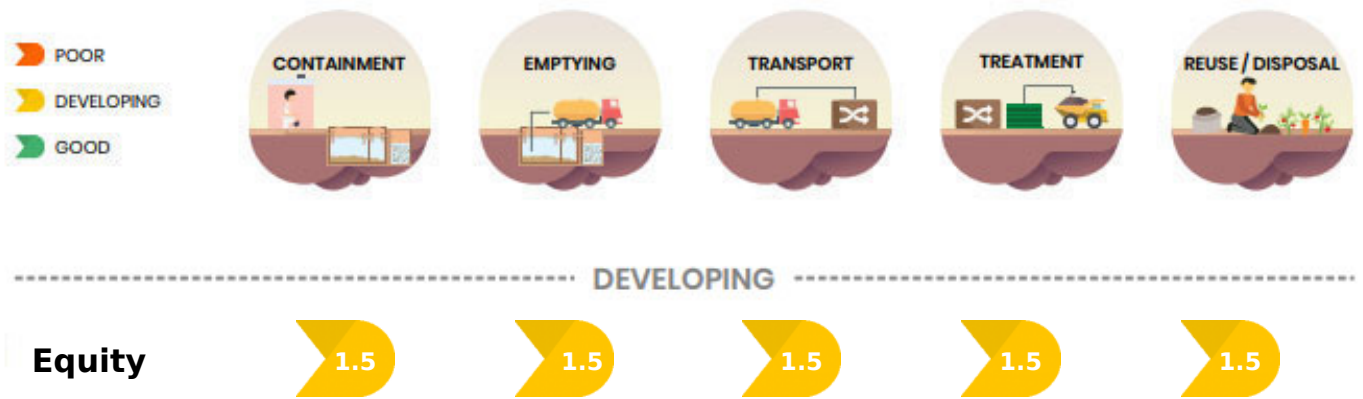 POOR
DEVELOPING
GOOD
CONTAINMENT
EMPTYING
TRANSPORT
TREATMENT
REUSE / DISPOSAL
DEVELOPING
Equity 1.5 1.5 1.5 1.5 1.5